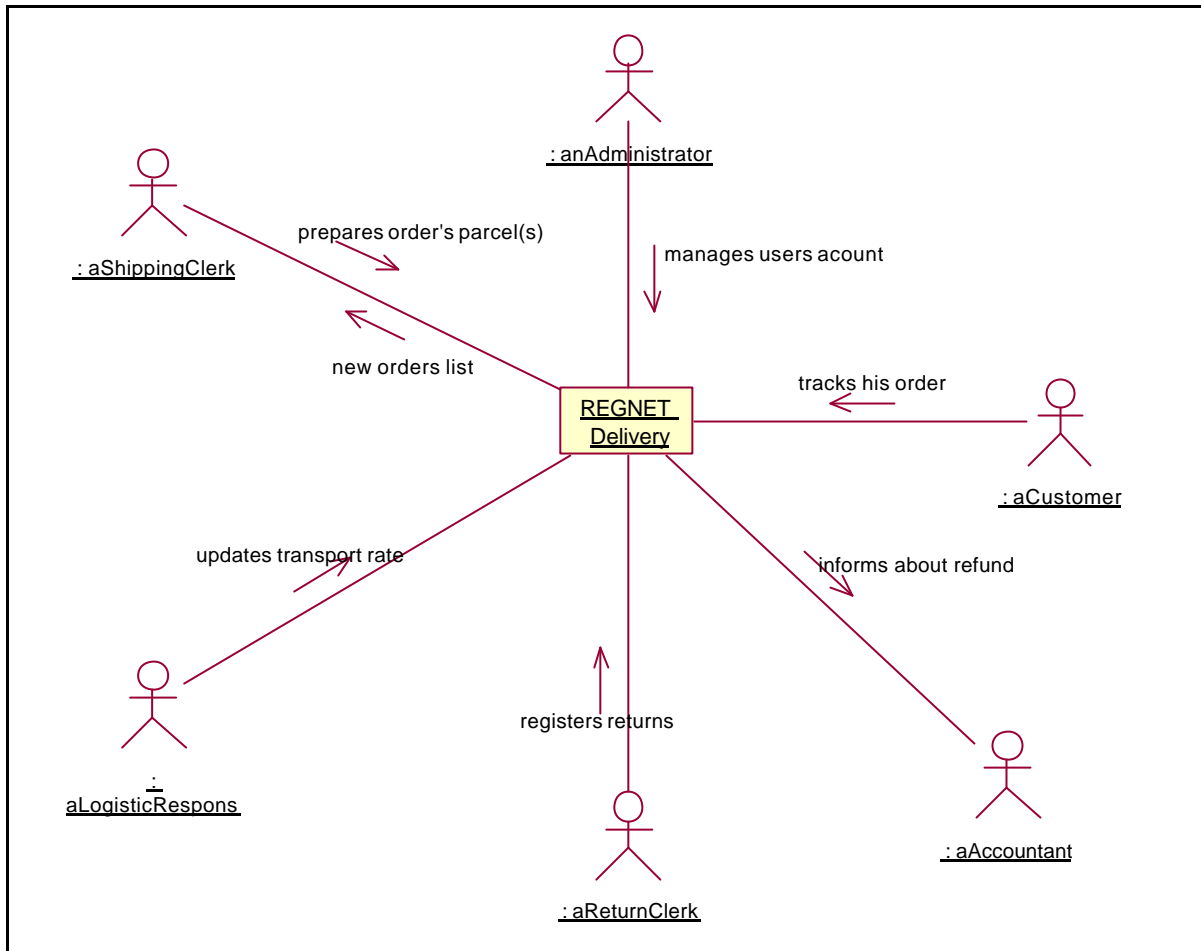 : anAdministrator
: aShippingClerk
prepares order's parcel(s)
manages users acount
new orders list
tracks his order
REGNET
Delivery
: aCustomer
updates transport rate
informs about refund
registers returns
:
aLogisticRespons
: aAccountant
: aReturnClerk